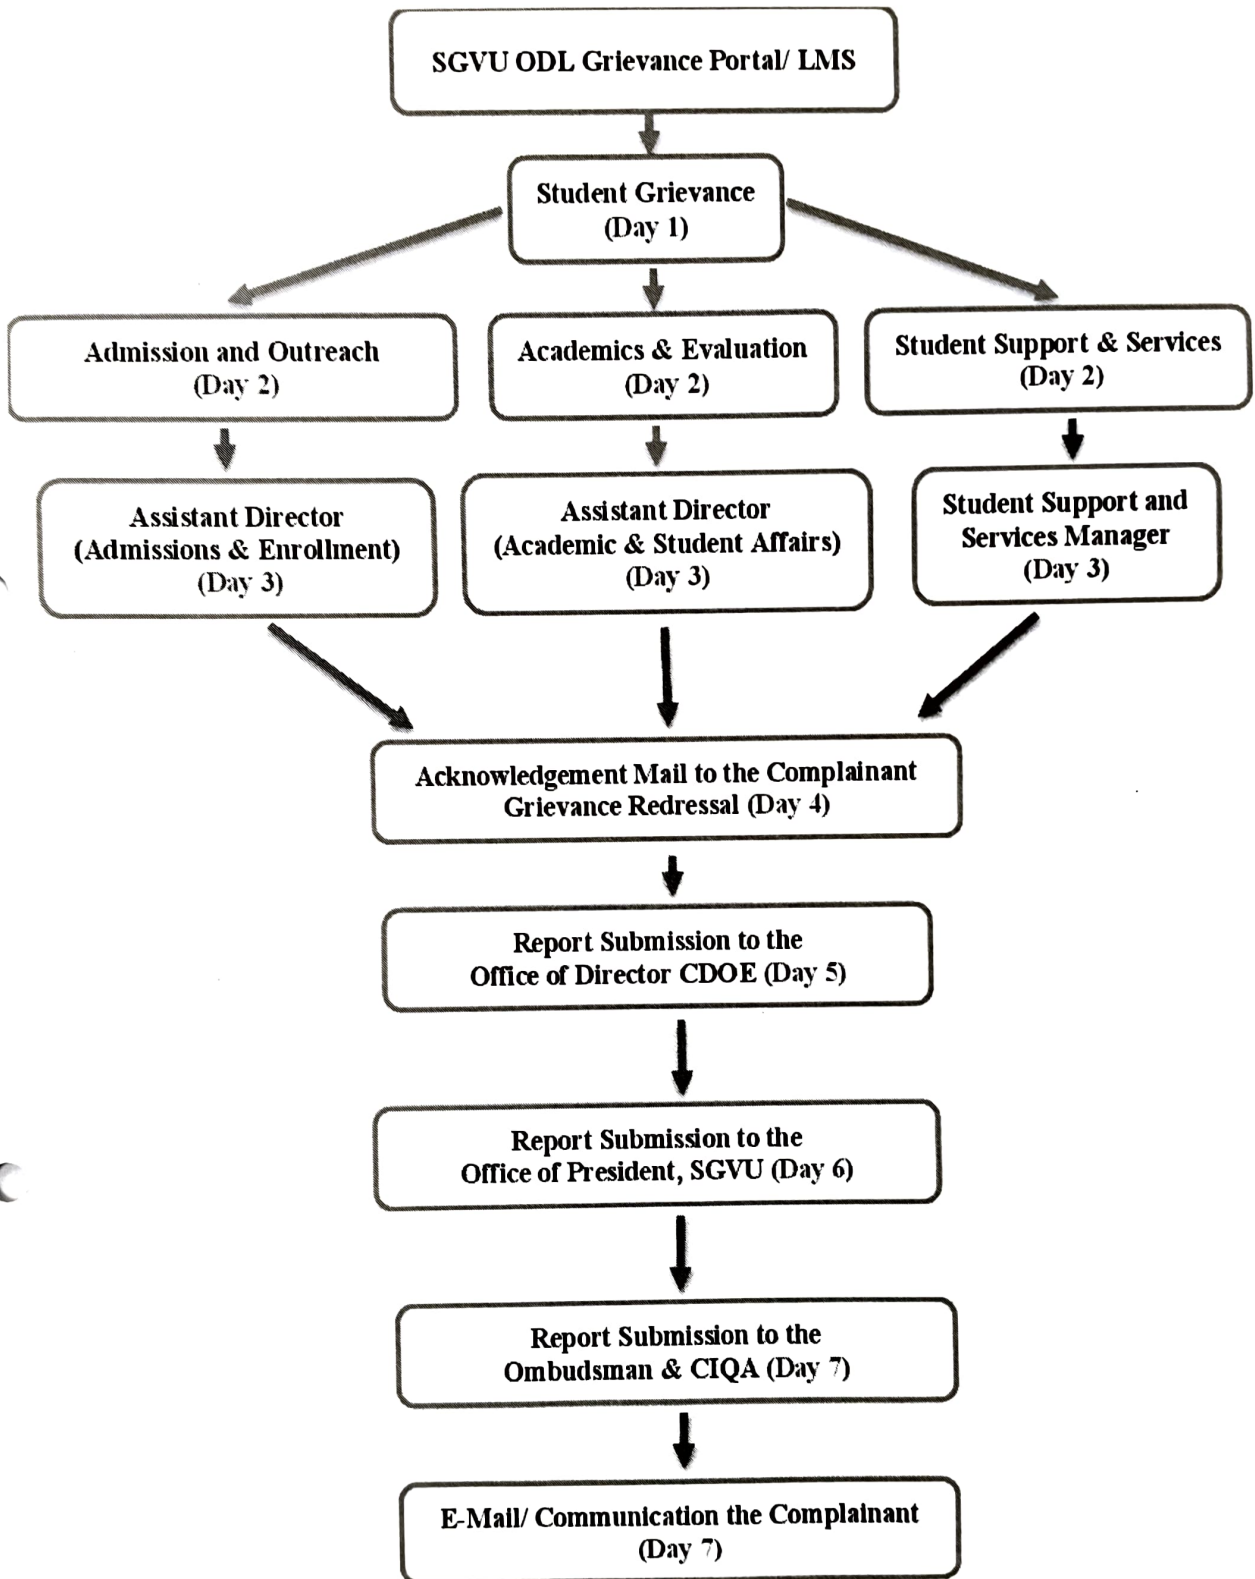 SGVU ODL Grievance Portal/ LMS
Student Grievance
(Day 1)
Admission and Outreach
(Day 2)
Academics & Evaluation
(Day 2)
Student Support & Services
(Day 2)
Assistant Director
(Admissions & Enrollment)
(Day 3)
Assistant Director
(Academic & Student Affairs)
(Day 3)
Student Support and
Services Manager
(Day 3)
Acknowledgement Mail to the Complainant
Grievance Redressal (Day 4)
Report Submission to the
Office of Director CDOE (Day 5)
Report Submission to the
Office of President, SGVU (Day 6)
Report Submission to the
Ombudsman & CIQA (Day 7)
E-Mail/ Communication the Complainant
(Day 7)